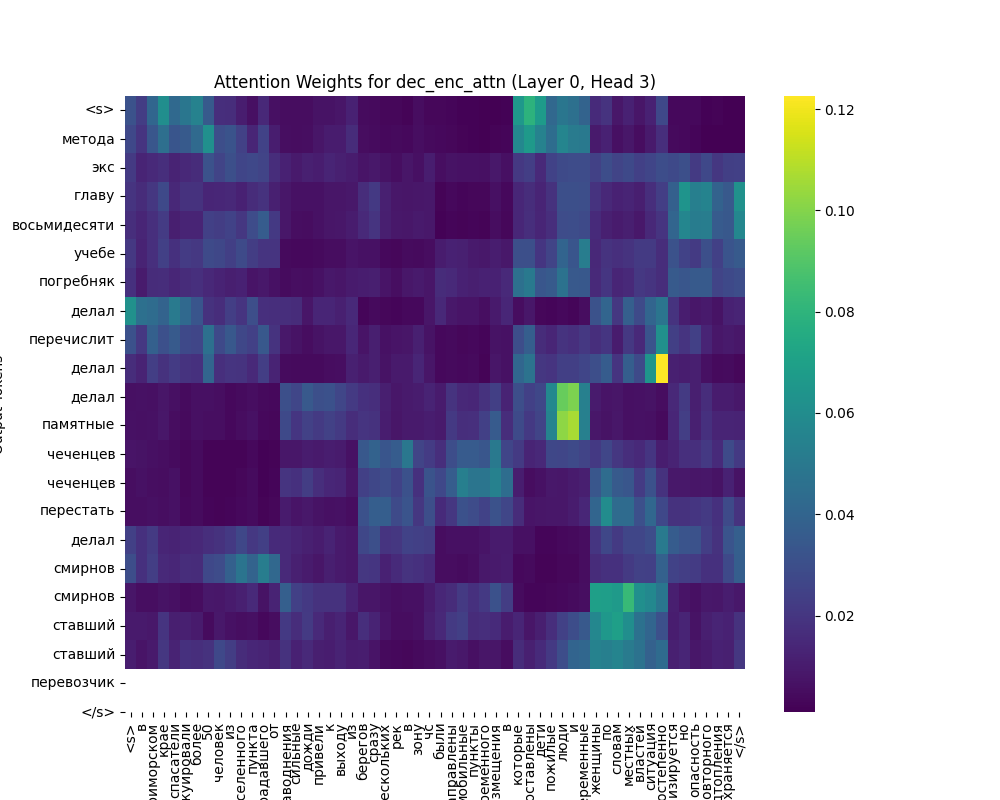 Attention Weights for dec_enc_attn (Layer 0, Head 3)
<s>
метода
экс
главу
восьмидесяти
учебе
погребняк
делал
перечислит
делал
делал
памятные
чеченцев
чеченцев
перестать
делал
смирнов
смирнов
ставший
ставший
перевозчик
</s>
0.12
0.10
0.08
0.06
0.04
0.02
<s>
в
крае
спасатели
более
50
человек
из
пункта
от
сильные
дожди
привели
к
выходу
из
берегов
сразу
рек
в
зону
чс
были
пункты
в
которые
дети
пожилые
люди
и
женщины
по
словам
местных
властей
ситуация
но
опасность
</s>